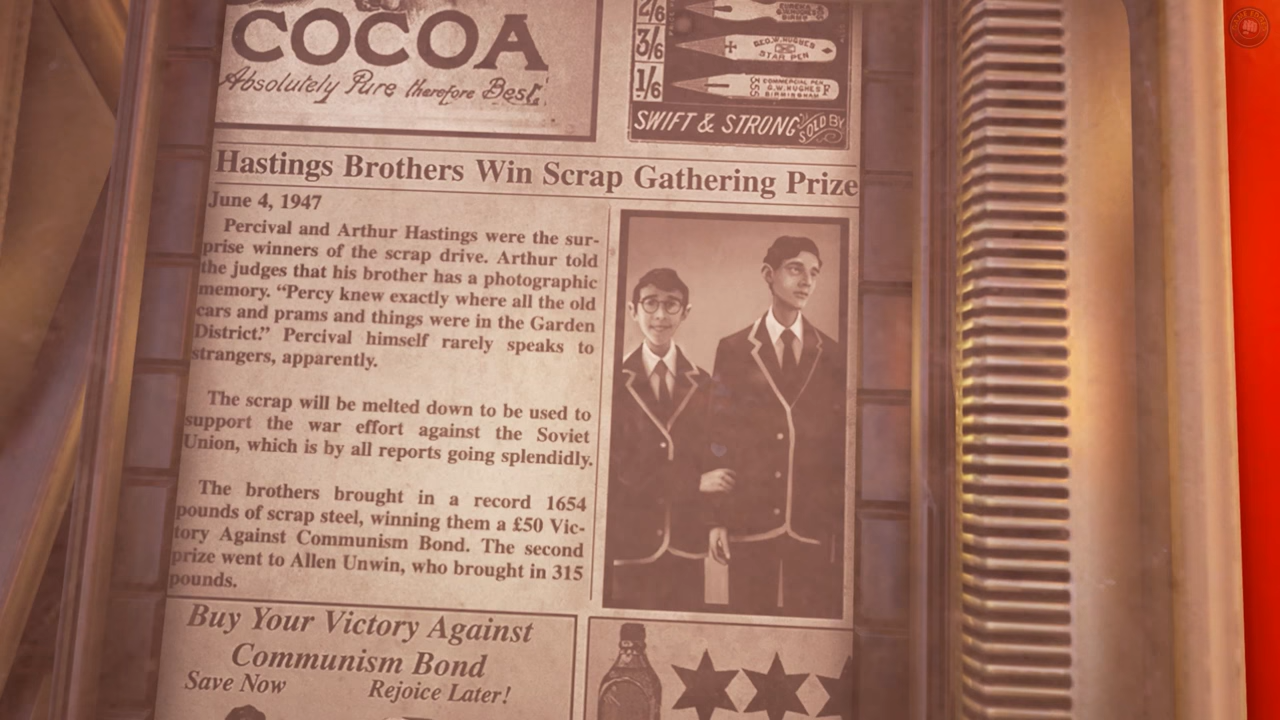 COCOA
Absolutely Pure therefore Best.
2/6
3/6
GEO.W.HUGHES
STAR PEN
1/6
COMMERCIAL PEN
G.W.HUGHES F
BIRMINGHAM
SWIFT & STRONG SOLD BY
Hastings Brothers Win Scrap Gathering Prize
June 4, 1947
Percival and Arthur Hastings were the sur-
prise winners of the scrap drive. Arthur told
the judges that his brother has a photographic
memory. “Percy knew exactly where all the old
cars and prams and things were in the Garden
District.” Percival himself rarely speaks to
strangers, apparently.
The scrap will be melted down to be used to
support the war effort against the Soviet
Union, which is by all reports going splendidly.
The brothers brought in a record 1654
pounds of scrap steel, winning them a £50 Vic-
tory Against Communism Bond. The second
prize went to Allen Unwin, who brought in 315
pounds.
Buy Your Victory Against
Communism Bond
Save Now Rejoice Later!